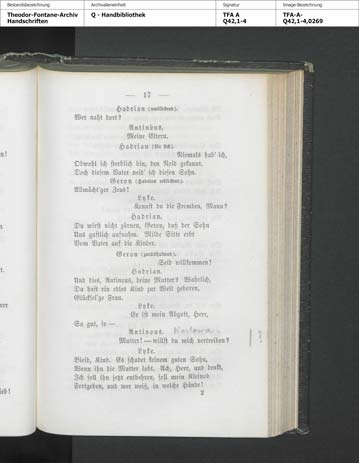 Bestandsbezeichnung
Archivalieneinheit
Signatur
Image-Bezeichnung
Theodor-Fontane-Archiv
Handschriften
Q - Handbibliothek
TFA A
Q42,1-4
TFA-A-
Q42,1-4,0269
— 17 —
Hadrian
Wer naht dort?
Antinous.
Meine Eltern.
Hadrian (für sich).
Niemals hab' ich,
Obwohl ich sterblich bin, den Neid gekannt.
Doch diesem Vater neid' ich diesen Sohn.
Geron (Hadrian erblickend).
Allmächt'ger Zeus!
Lyke.
Kennst du die Fremden, Mann?
Hadrian.
Du wirst nicht zürnen, Geron, daß der Sohn
Uns gastlich aufnahm. Milde Sitte erbt
Vom Vater auf die Kinder.
Geron (zurückhaltend).
Seid willkommen!
Hadrian.
Und dies, Antinous, deine Mutter? Wahrlich,
Du hast ein edles Kind zur Welt geboren,
Glücksel'ge Frau.
Lyke.
Er ist mein Abgott, Herr,
So gut, so —
Antinous.
Mutter! — willst du mich vertreiben?
Lyke.
Bleib, Kind. Es schadet keinem guten Sohn,
Wenn ihn die Mutter lobt. Ach, Herr, und denkt,
Ich soll ihn jetzt entbehren, soll mein Kleinod
Fortgeben, und wer weiß, in welche Hände!
2